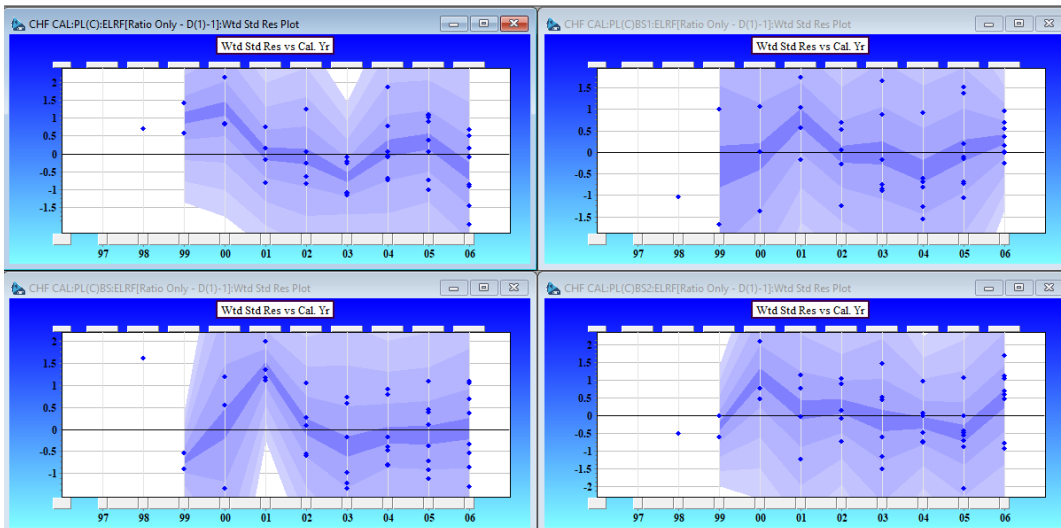 CHF CAL:PL(C):ELRF[Ratio Only - D(1)-1]:Wtd Std Res Plot
Wtd Std Res vs Cal. Yr
2
1.5
1
0.5
0
-0.5
-1
-1.5
97 98 99 00 01 02 03 04 05 06
CHF CAL:PL(C)BS1:ELRF[Ratio Only - D(1)-1]:Wtd Std Res Plot
Wtd Std Res vs Cal. Yr
1.5
1
0.5
0
-0.5
-1
-1.5
97 98 99 00 01 02 03 04 05 06
CHF CAL:PL(C)BS:ELRF[Ratio Only - D(1)-1]:Wtd Std Res Plot
Wtd Std Res vs Cal. Yr
2
1.5
1
0.5
0
-0.5
-1
97 98 99 00 01 02 03 04 05 06
CHF CAL:PL(C)BS2:ELRF[Ratio Only - D(1)-1]:Wtd Std Res Plot
Wtd Std Res vs Cal. Yr
2
1.5
1
0.5
0
-0.5
-1
-1.5
-2
97 98 99 00 01 02 03 04 05 06